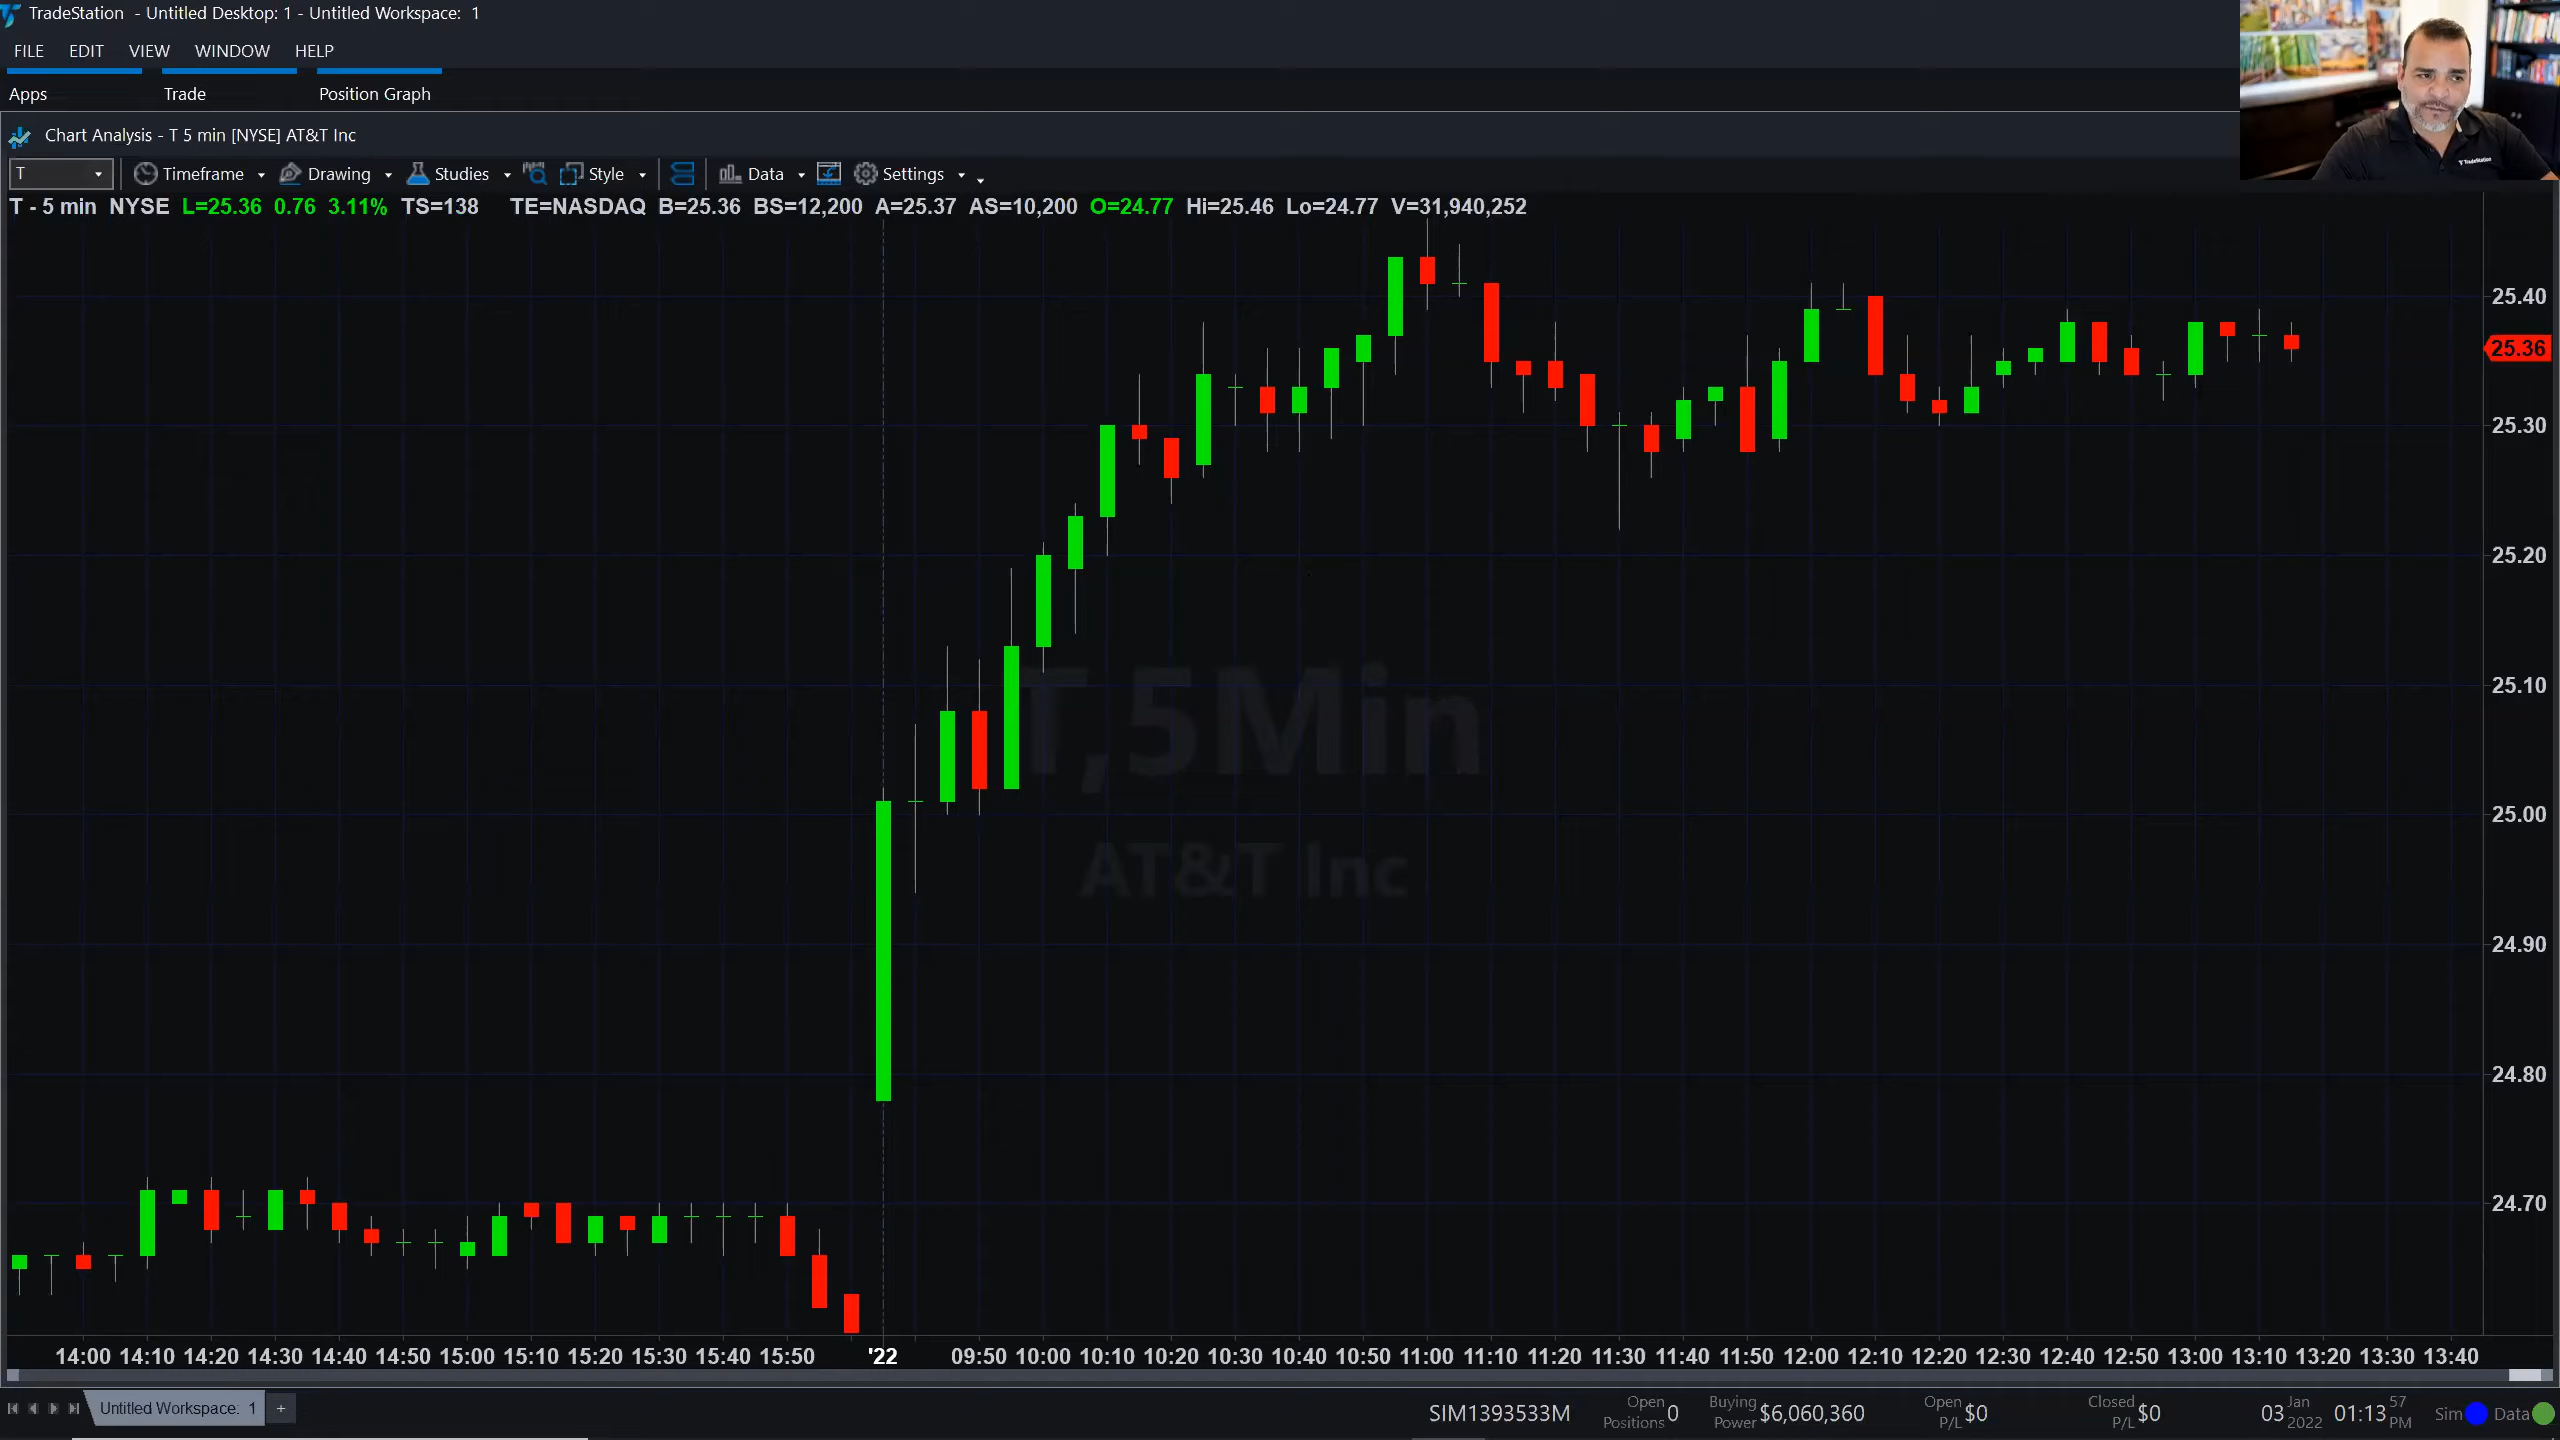 TradeStation - Untitled Desktop: 1 - Untitled Workspace: 1
FILE EDIT VIEW WINDOW HELP
Apps Trade Position Graph
Chart Analysis - T 5 min [NYSE] AT&T Inc
T Timeframe Drawing Studies Style Data Settings
T - 5 min NYSE L=25.36 0.76 3.11% TS=138 TE=NASDAQ B=25.36 BS=12,200 A=25.37 AS=10,200 O=24.77 Hi=25.46 Lo=24.77 V=31,940,252
TradeStation
25.40
25.36
25.30
25.20
25.10
T,5Min
25.00
AT&T Inc
24.90
24.80
24.70
14:00 14:10 14:20 14:30 14:40 14:50 15:00 15:10 15:20 15:30 15:40 15:50 '22 09:50 10:00 10:10 10:20 10:30 10:40 10:50 11:00 11:10 11:20 11:30 11:40 11:50 12:00 12:10 12:20 12:30 12:40 12:50 13:00 13:10 13:20 13:30 13:40
Untitled Workspace: 1 +
SIM1393533M Open Positions 0 Buying Power $6,060,360 Open P/L $0 Closed P/L $0 03 Jan 2022 01:13 57 PM Sim Data